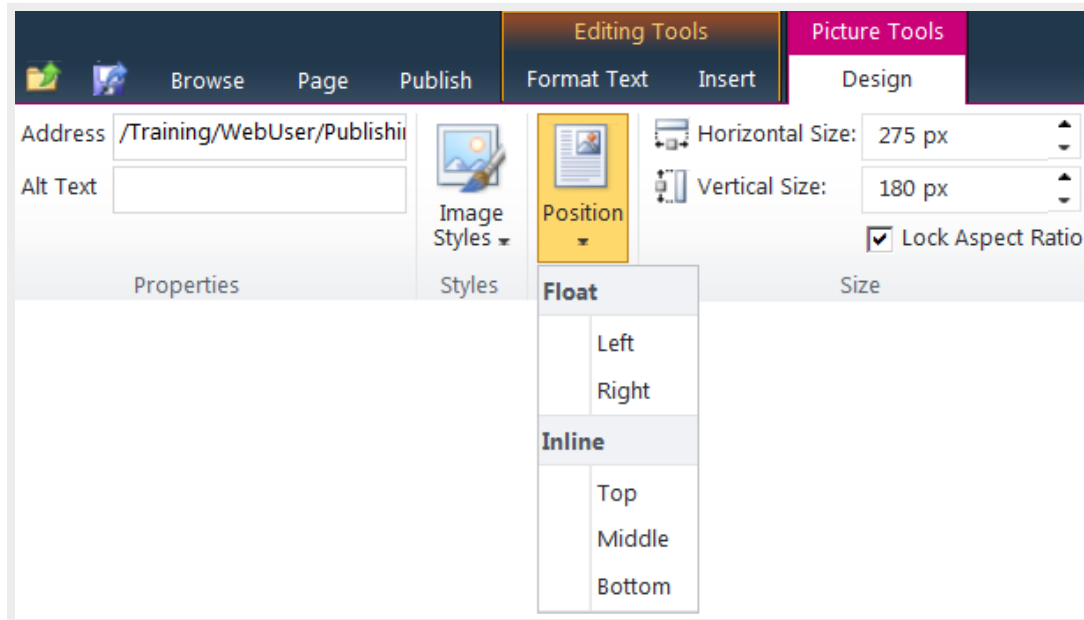 Editing Tools Picture Tools
Browse Page Publish Format Text Insert Design
Address /Training/WebUser/Publishi
Alt Text
Image
Styles
Position
Horizontal Size: 275 px
Vertical Size: 180 px
Lock Aspect Ratio
Properties Styles Size
Float
Left
Right
Inline
Top
Middle
Bottom